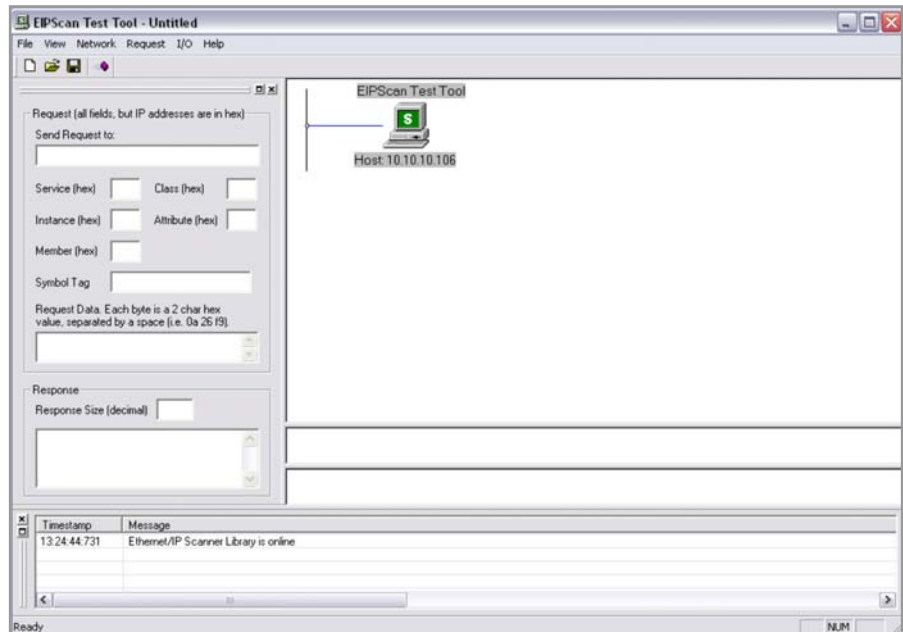 EIPScan Test Tool - Untitled
File View Network Request I/O Help
Request (all fields, but IP addresses are in hex)
Send Request to:
Service (hex) Class (hex)
Instance (hex) Attribute (hex)
Member (hex)
Symbol Tag
Request Data. Each byte is a 2 char hex
value, separated by a space (i.e. 0a 26 f9).
Response
Response Size (decimal)
EIPScan Test Tool
S
Host: 10.10.10.106
Timestamp Message
13:24:44:731 Ethernet/IP Scanner Library is online
Ready NUM